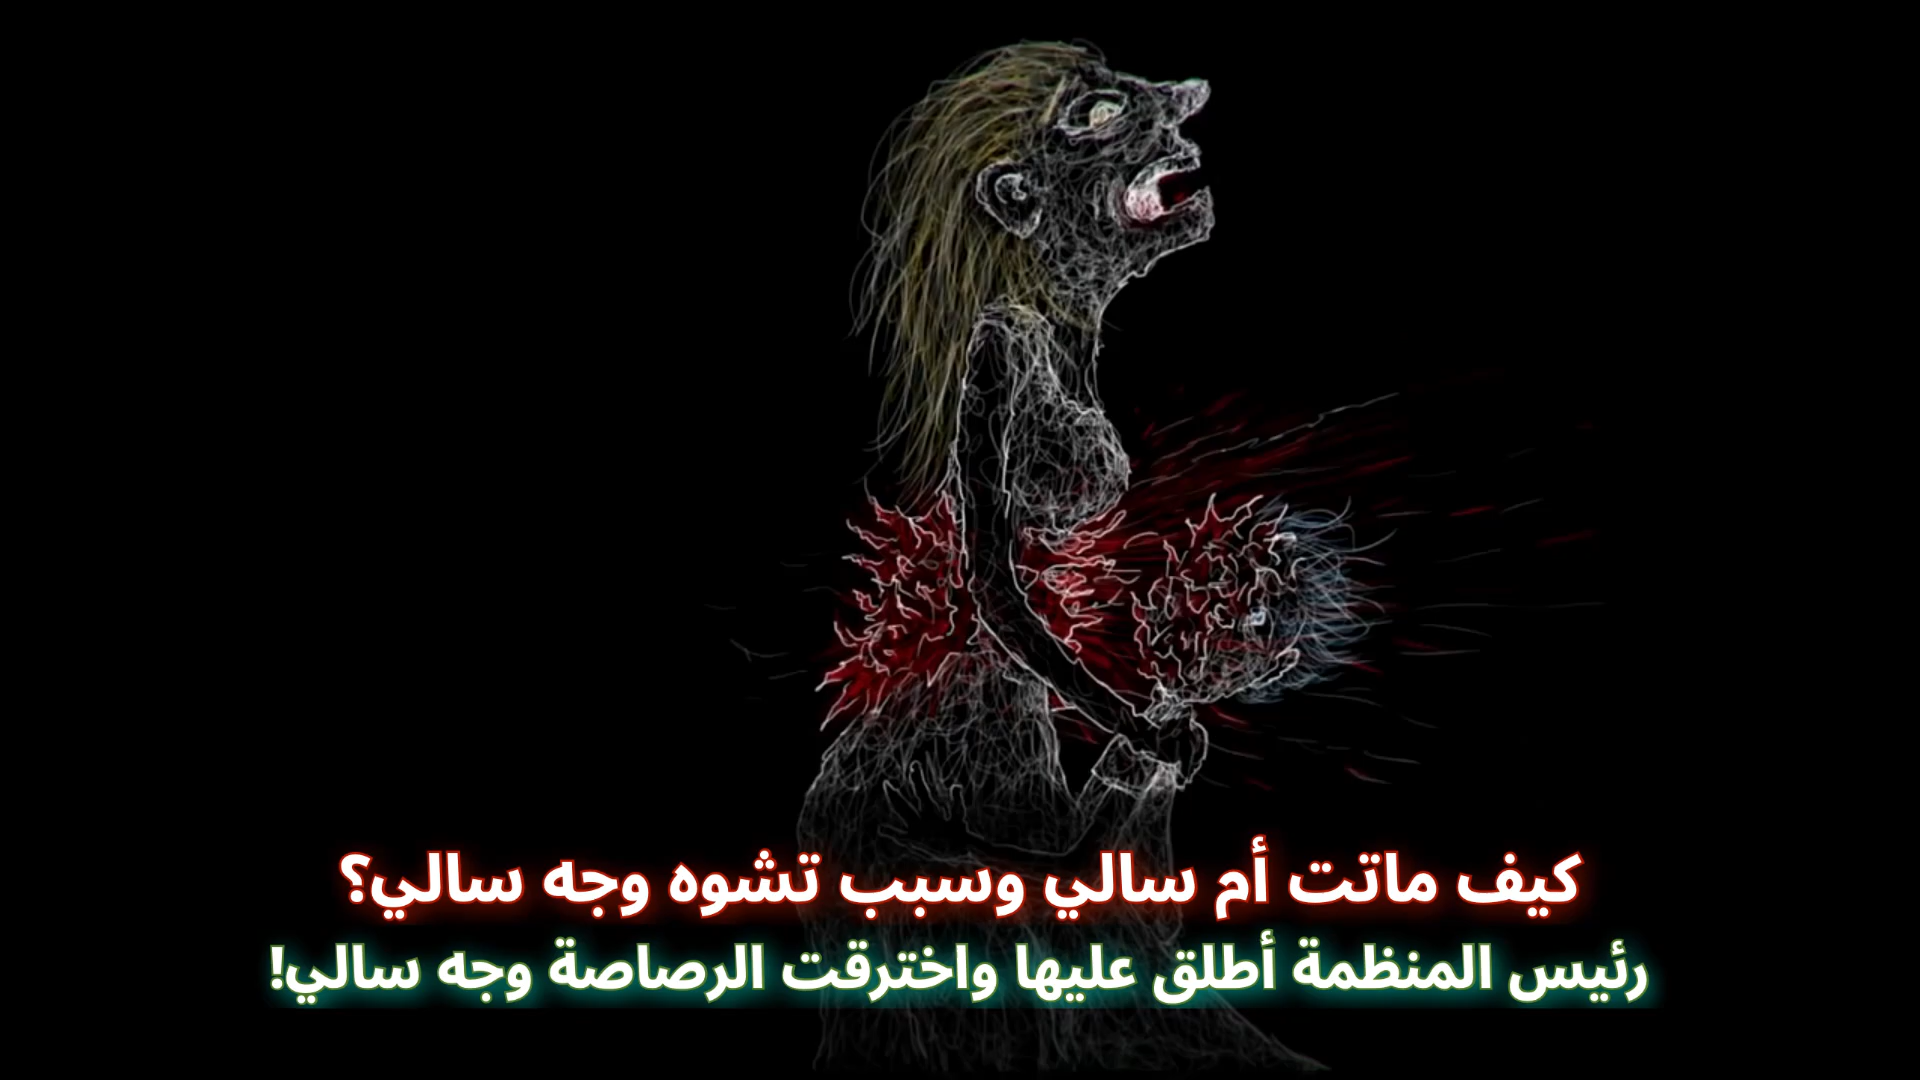 كيف ماتت أم سالي وسبب تشوه وجه سالي؟
رئيس المنظمة أطلق عليها واخترقت الرصاصة وجه سالي!